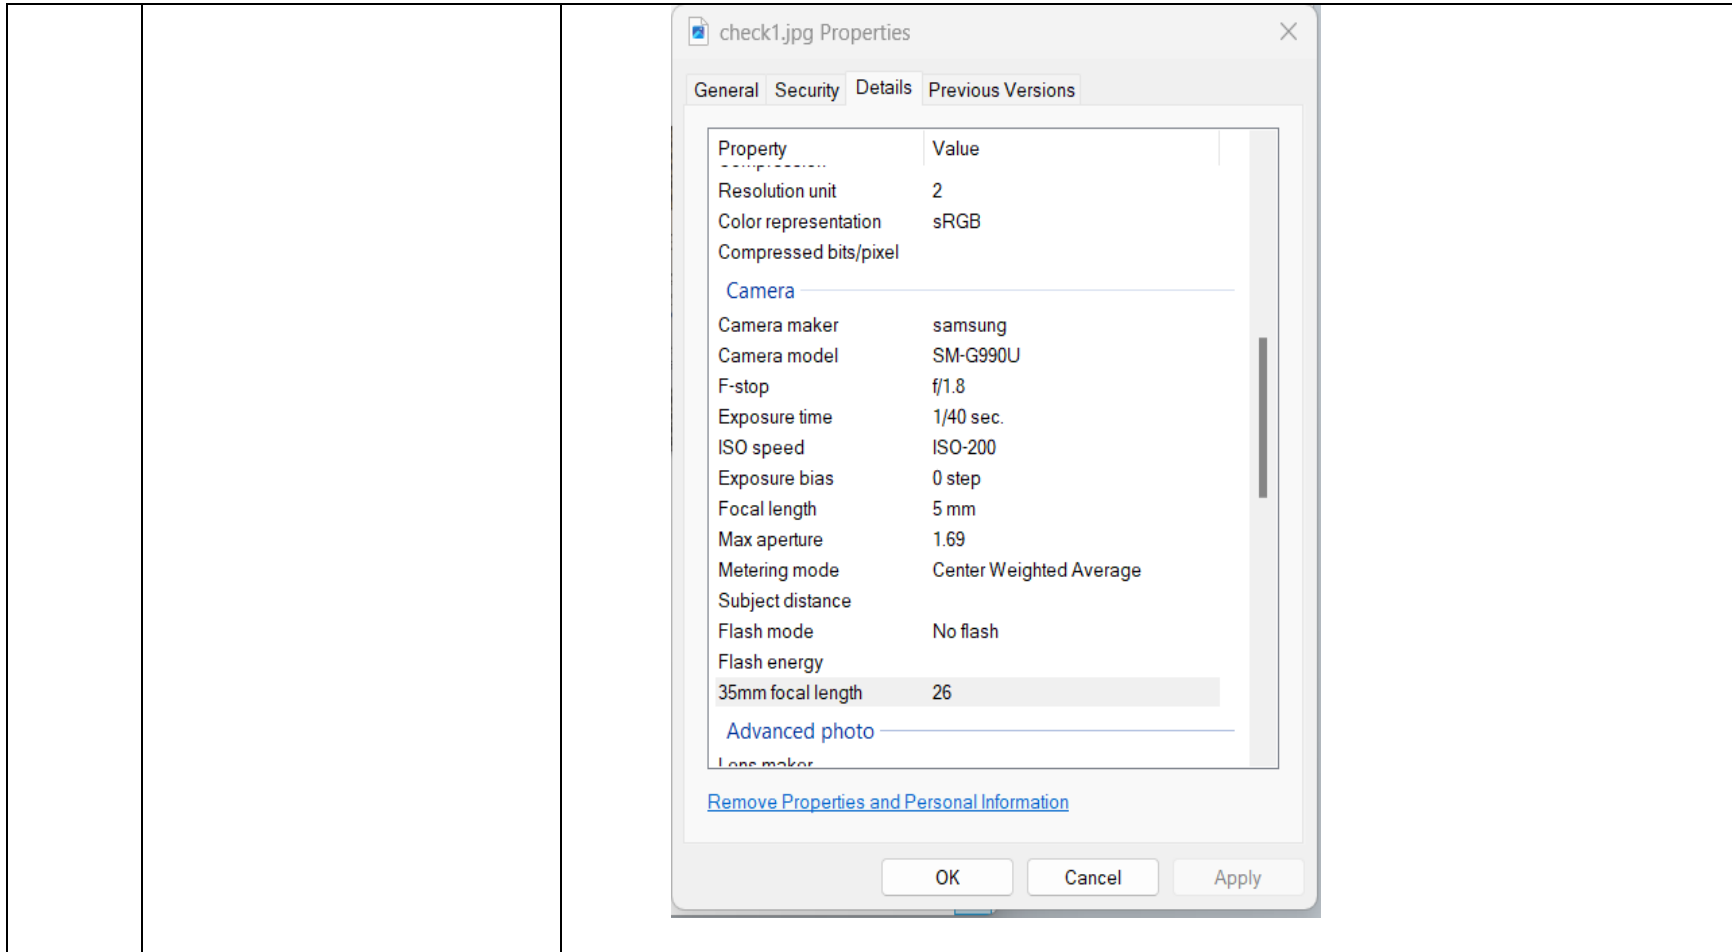 check1.jpg Properties
General Security Details Previous Versions
Property Value
Resolution unit 2
Color representation sRGB
Compressed bits/pixel
Camera
Camera maker samsung
Camera model SM-G990U
F-stop f/1.8
Exposure time 1/40 sec.
ISO speed ISO-200
Exposure bias 0 step
Focal length 5 mm
Max aperture 1.69
Metering mode Center Weighted Average
Subject distance
Flash mode No flash
Flash energy
35mm focal length 26
Advanced photo
Lens maker
Remove Properties and Personal Information
OK Cancel Apply